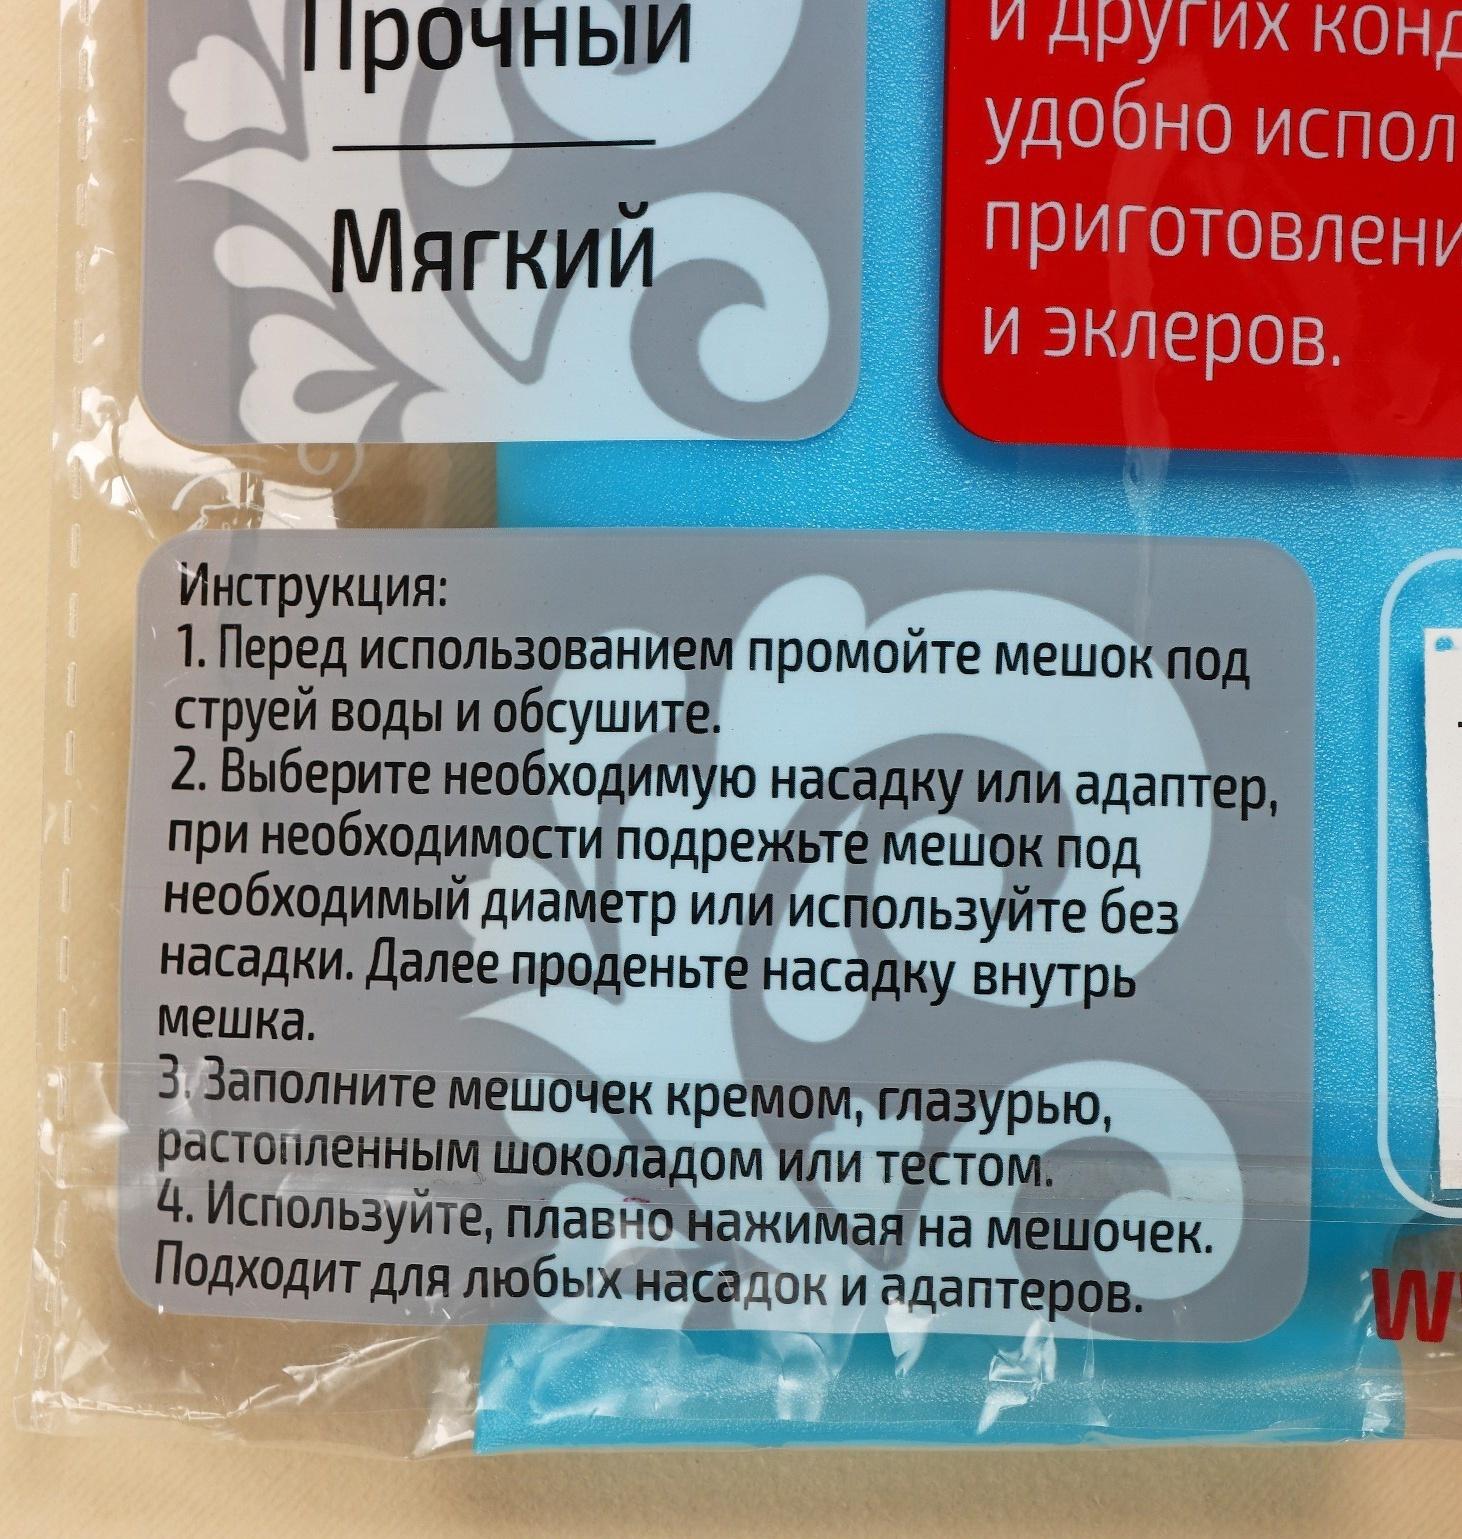 Прочный
Мягкий
и других
удобно
и эклеров.
Инструкция:
1. Перед использованием промойте мешок под
струей воды и обсушите.
2. Выберите необходимую насадку или адаптер,
при необходимости подрежьте мешок под
необходимый диаметр или используйте без
насадки. Далее проденьте насадку внутрь
мешка.
3. Заполните мешочек кремом, глазурью,
растопленным шоколадом или тестом.
4. Используйте, плавно нажимая на мешочек.
Подходит для любых насадок и адаптеров.